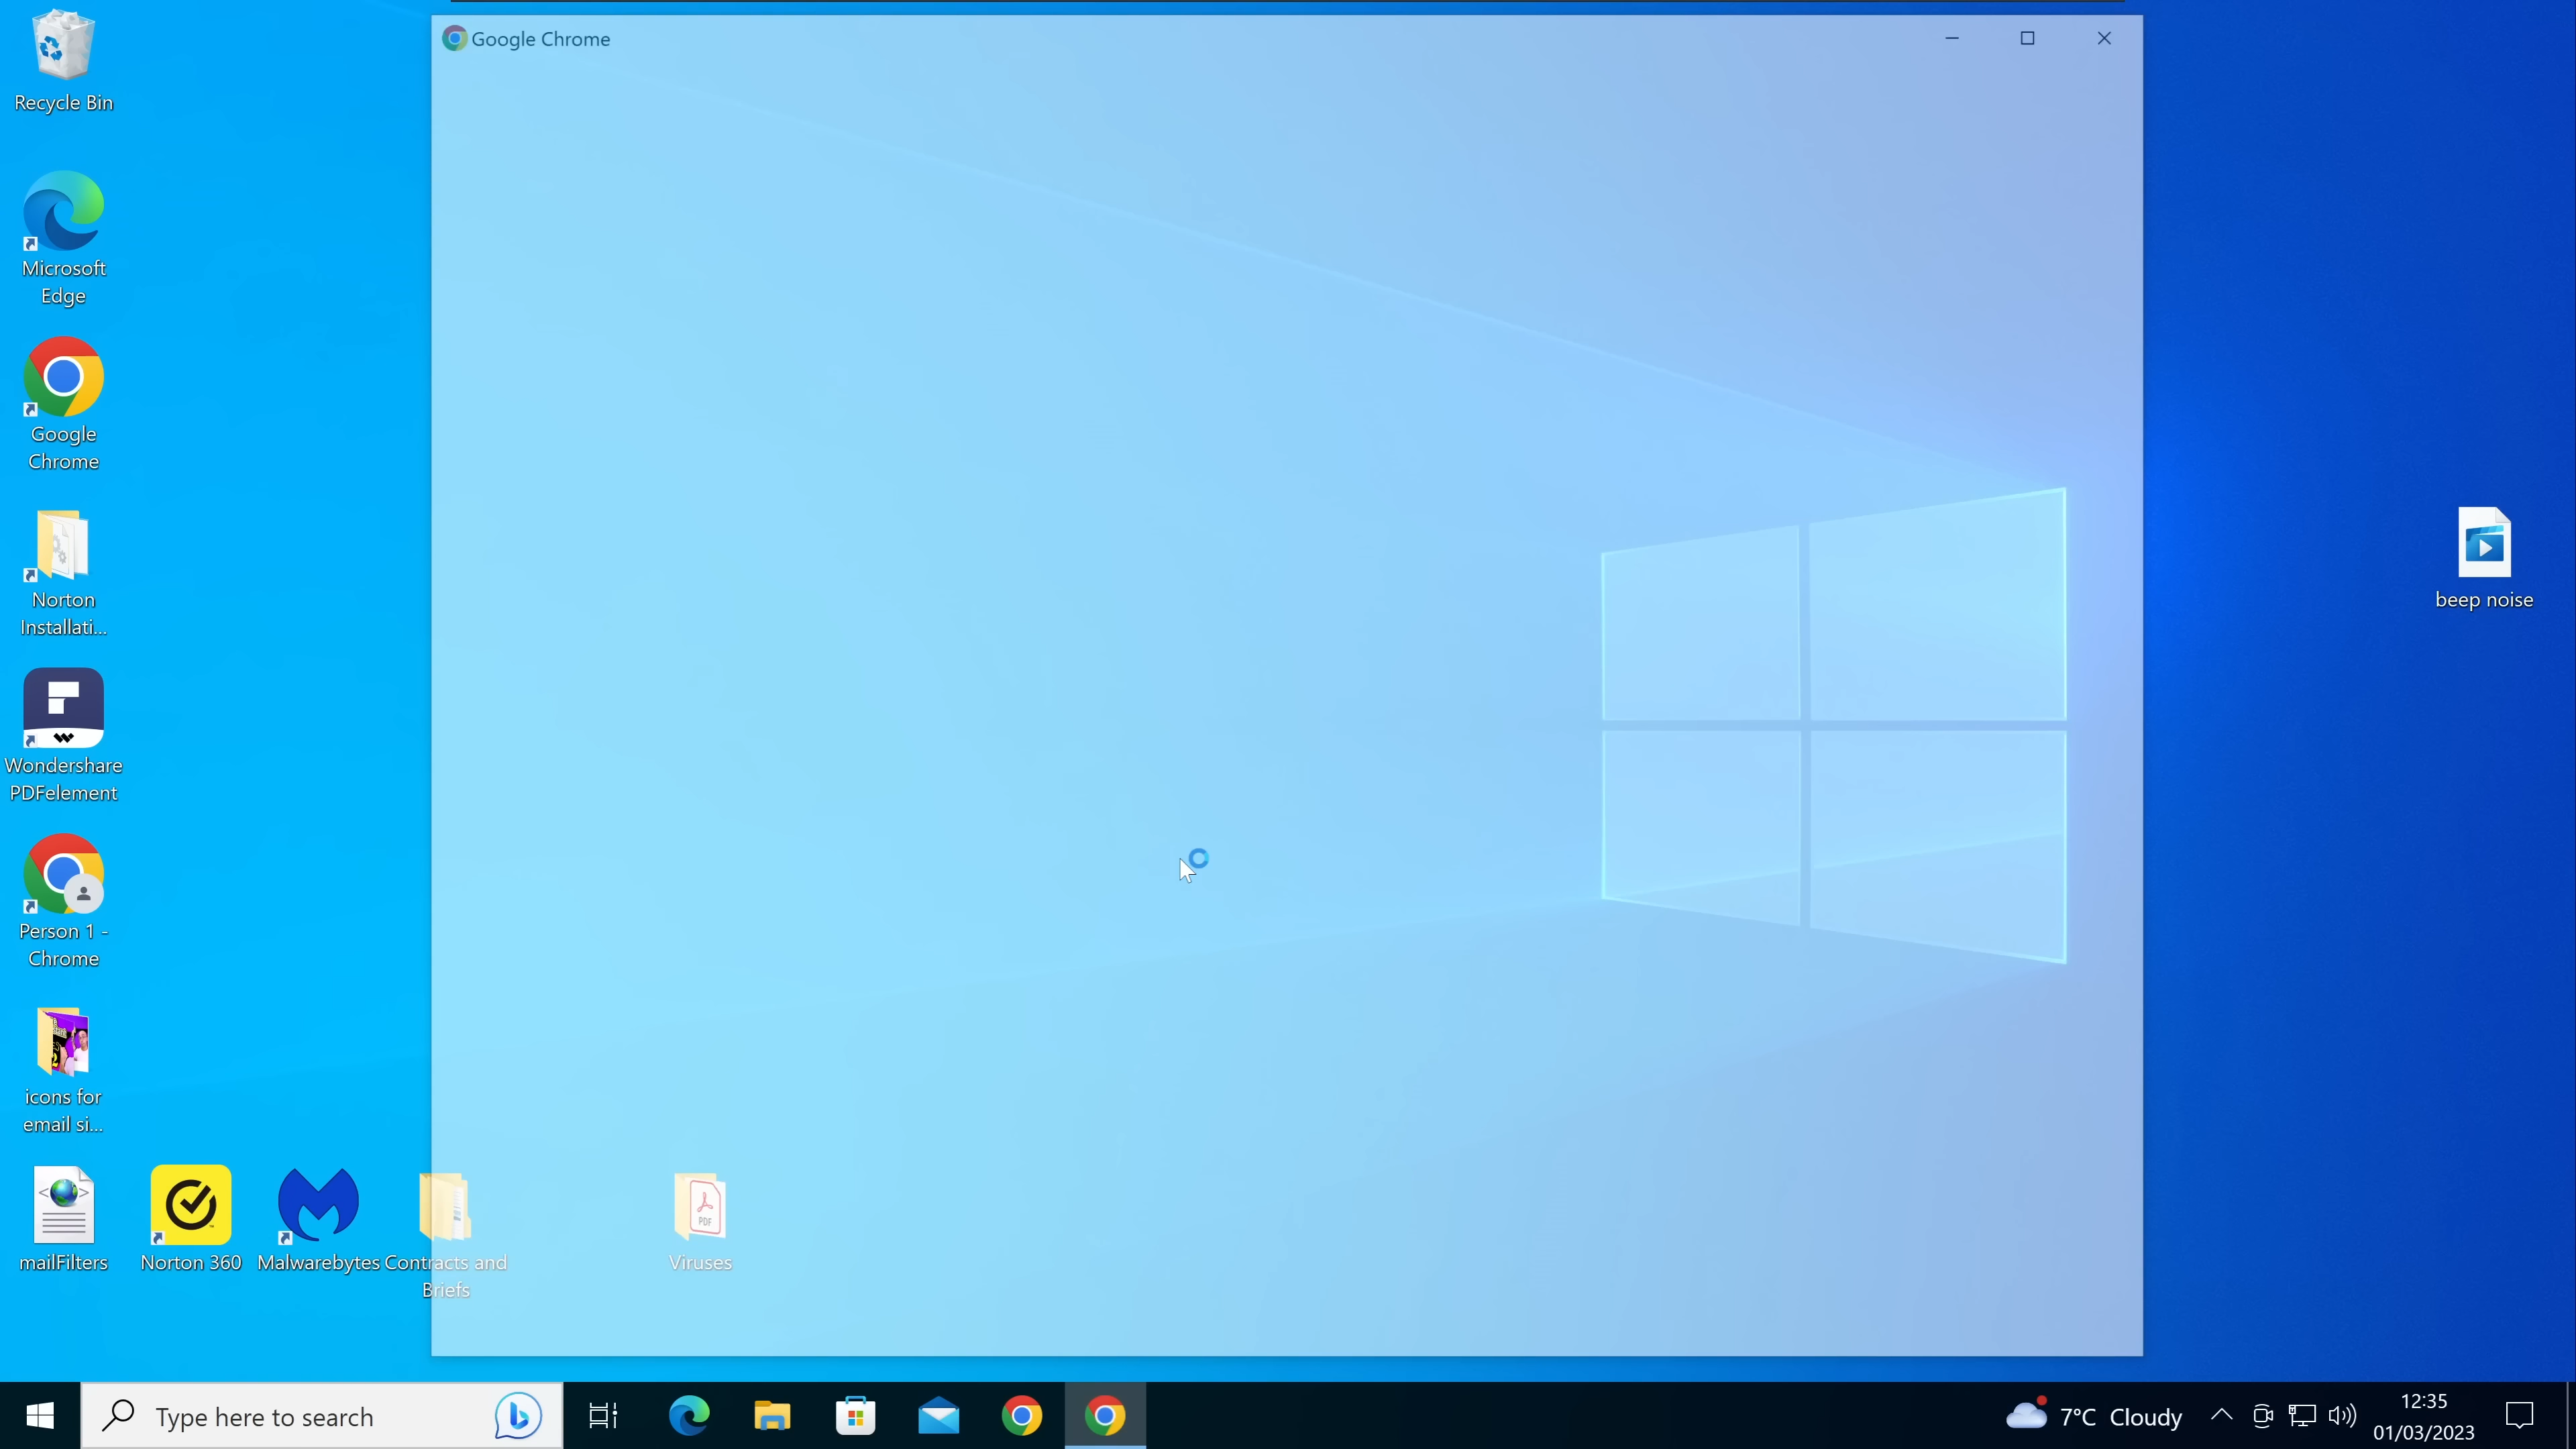 Google Chrome
Recycle Bin
Microsoft
Edge
Google
Chrome
Norton
Installati...
Wondershare
PDFelement
Person 1 -
Chrome
icons for
email si...
mailFilters
Norton 360
Malwarebytes
Contracts and
Briefs
PDF
Viruses
beep noise
Type here to search
7°C Cloudy
12:35
01/03/2023